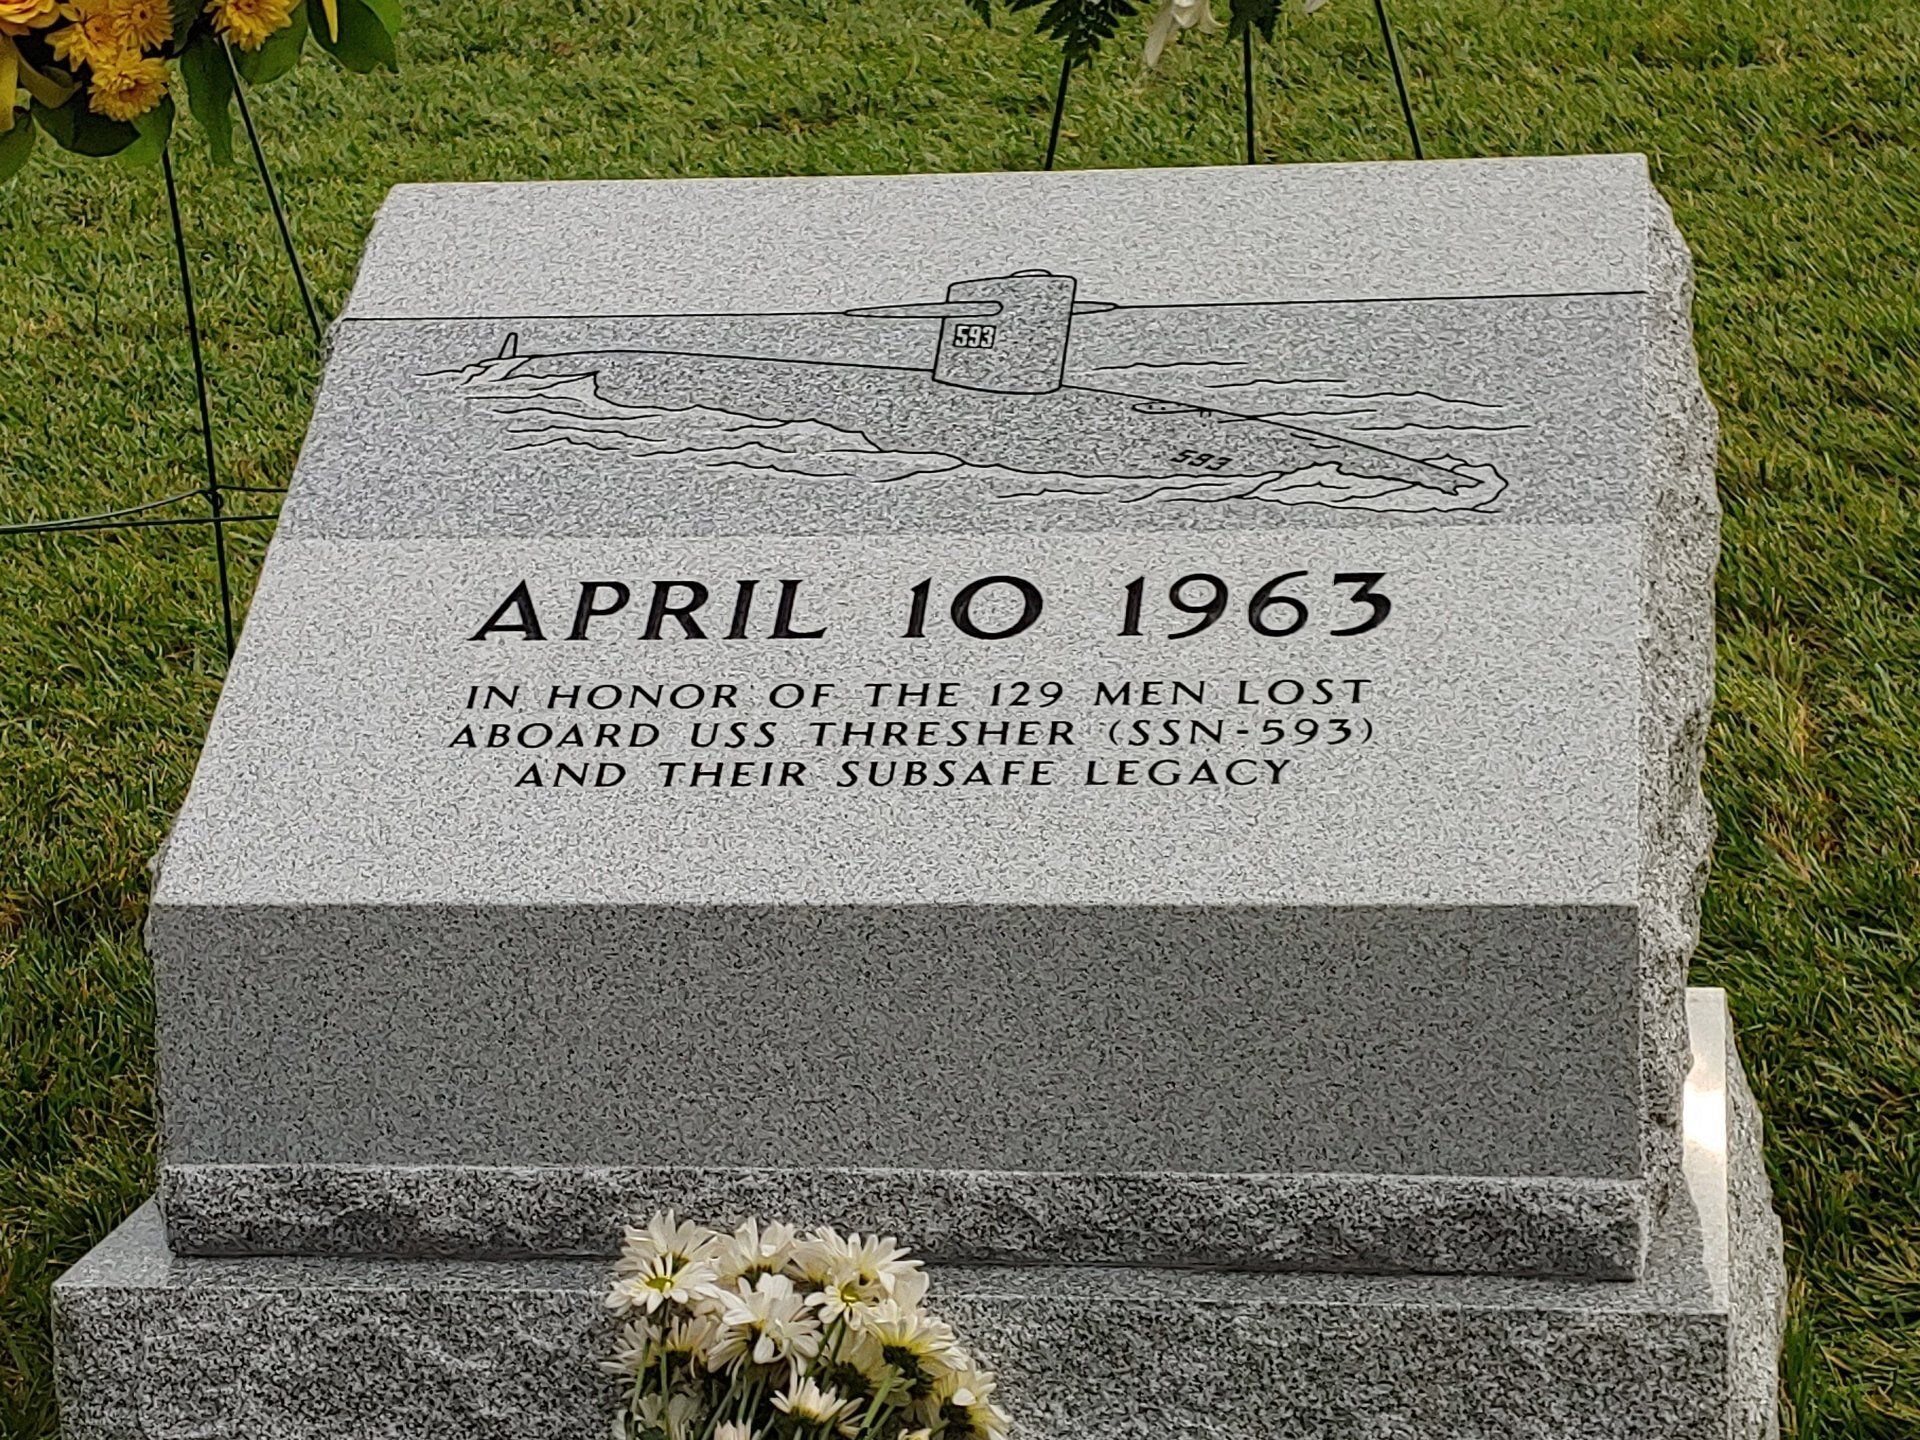 593
593
APRIL 10 1963
IN HONOR OF THE 129 MEN LOST
ABOARD USS THRESHER (SSN-593)
AND THEIR SUBSAFE LEGACY